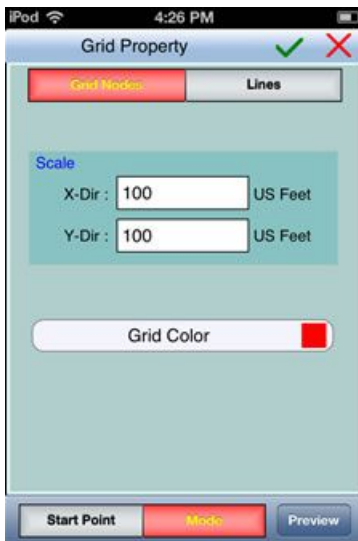 iPod 4:26 PM
Grid Property
Grid Nodes Lines
Scale
X-Dir : 100 US Feet
Y-Dir : 100 US Feet
Grid Color
Start Point Mode Preview